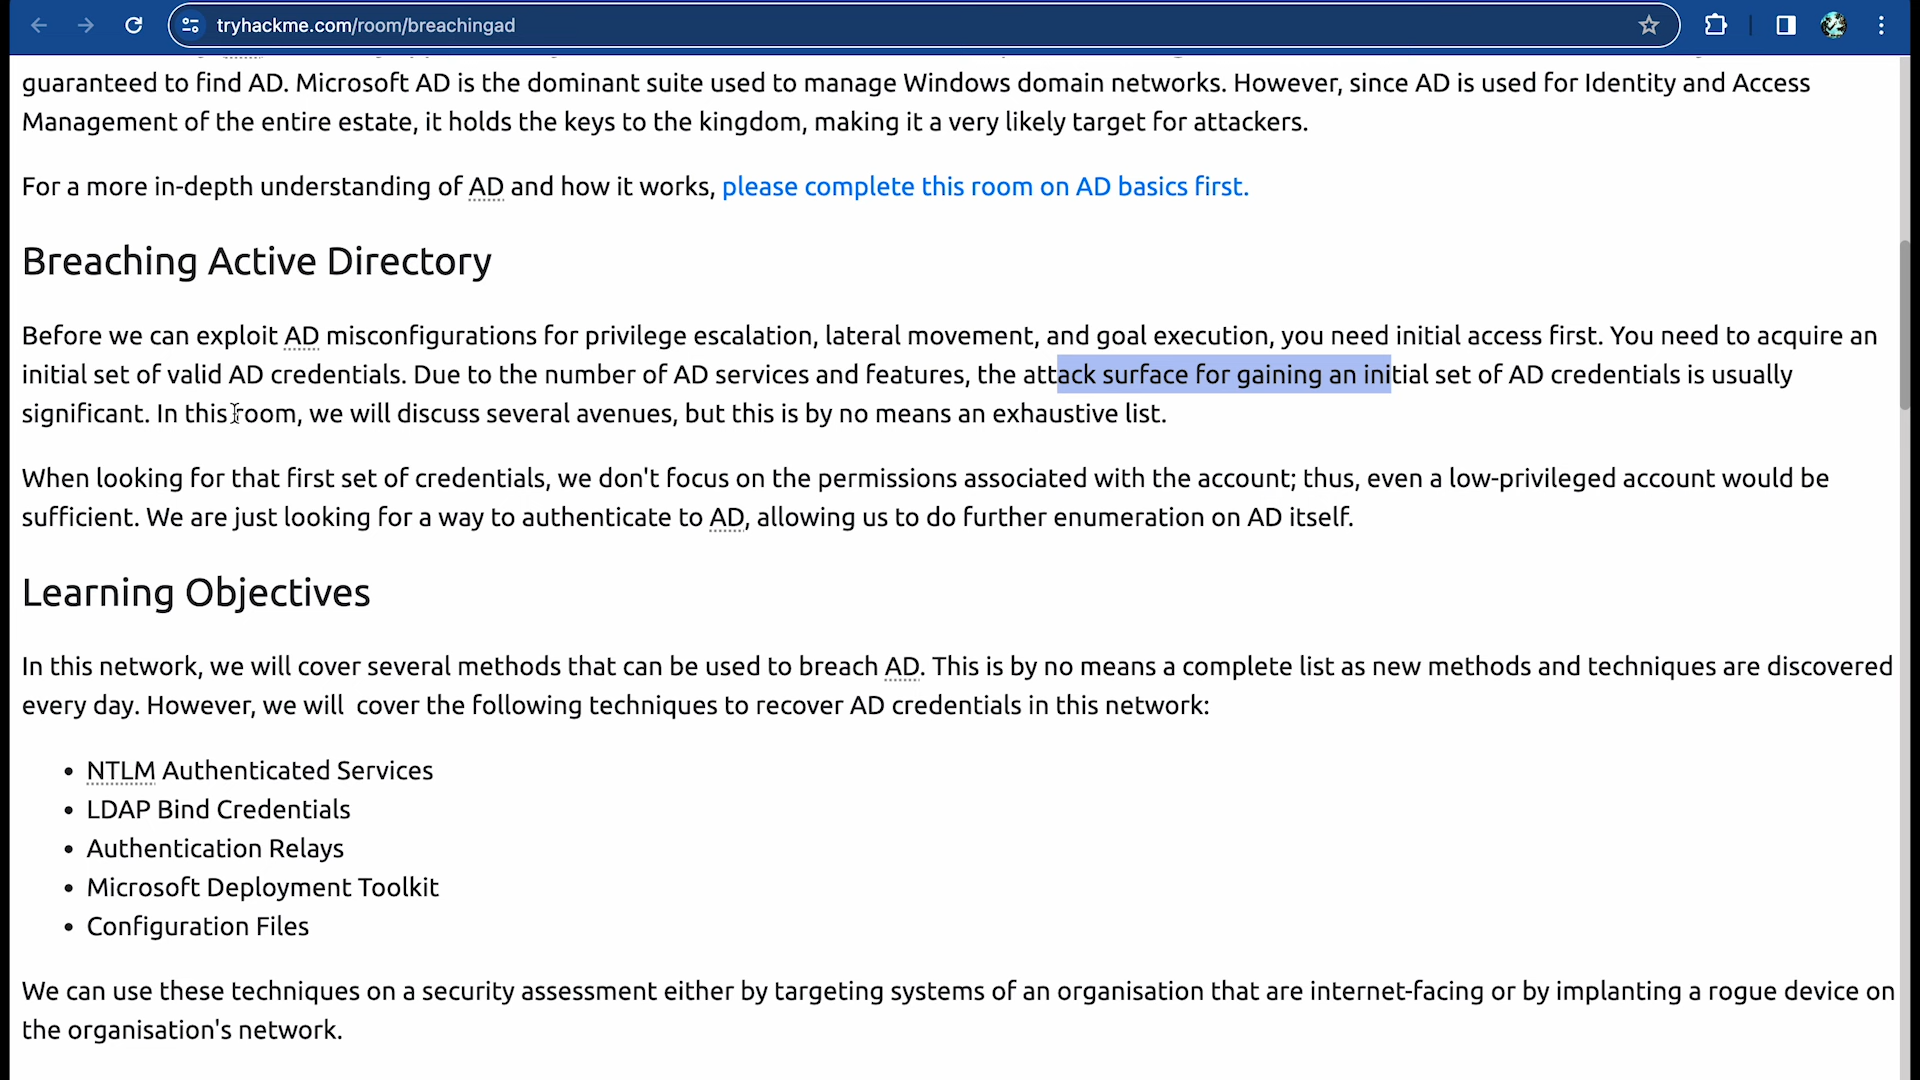 tryhackme.com/room/breachingad
guaranteed to find AD. Microsoft AD is the dominant suite used to manage Windows domain networks. However, since AD is used for Identity and Access
Management of the entire estate, it holds the keys to the kingdom, making it a very likely target for attackers.
For a more in-depth understanding of AD and how it works, please complete this room on AD basics first.
Breaching Active Directory
Before we can exploit AD misconfigurations for privilege escalation, lateral movement, and goal execution, you need initial access first. You need to acquire an
initial set of valid AD credentials. Due to the number of AD services and features, the attack surface for gaining an initial set of AD credentials is usually
significant. In this room, we will discuss several avenues, but this is by no means an exhaustive list.
When looking for that first set of credentials, we don't focus on the permissions associated with the account; thus, even a low-privileged account would be
sufficient. We are just looking for a way to authenticate to AD, allowing us to do further enumeration on AD itself.
Learning Objectives
In this network, we will cover several methods that can be used to breach AD. This is by no means a complete list as new methods and techniques are discovered
every day. However, we will  cover the following techniques to recover AD credentials in this network:
• NTLM Authenticated Services
• LDAP Bind Credentials
• Authentication Relays
• Microsoft Deployment Toolkit
• Configuration Files
We can use these techniques on a security assessment either by targeting systems of an organisation that are internet-facing or by implanting a rogue device on
the organisation's network.